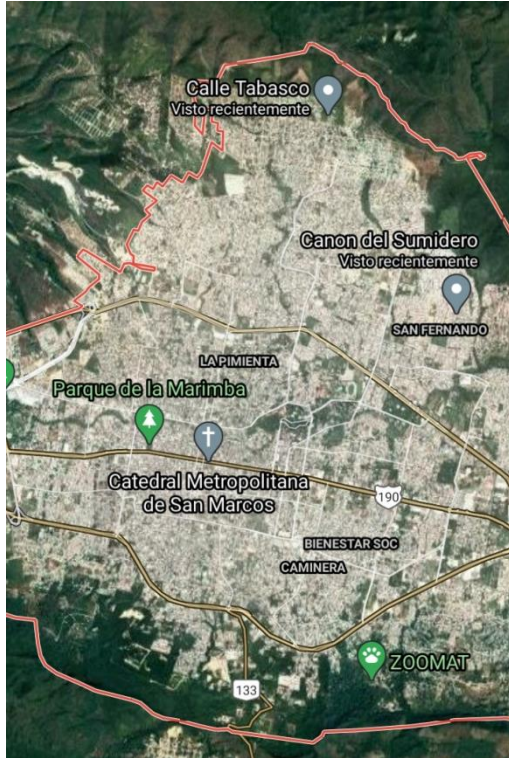 Calle Tabasco
Visto recientemente
Canon del Sumidero
Visto recientemente
SAN FERNANDO
LA PIMIENTA
Parque de la Marimba
Catedral Metropolitana
de San Marcos
190
BIENESTAR SOC
CAMINERA
ZOOMAT
133